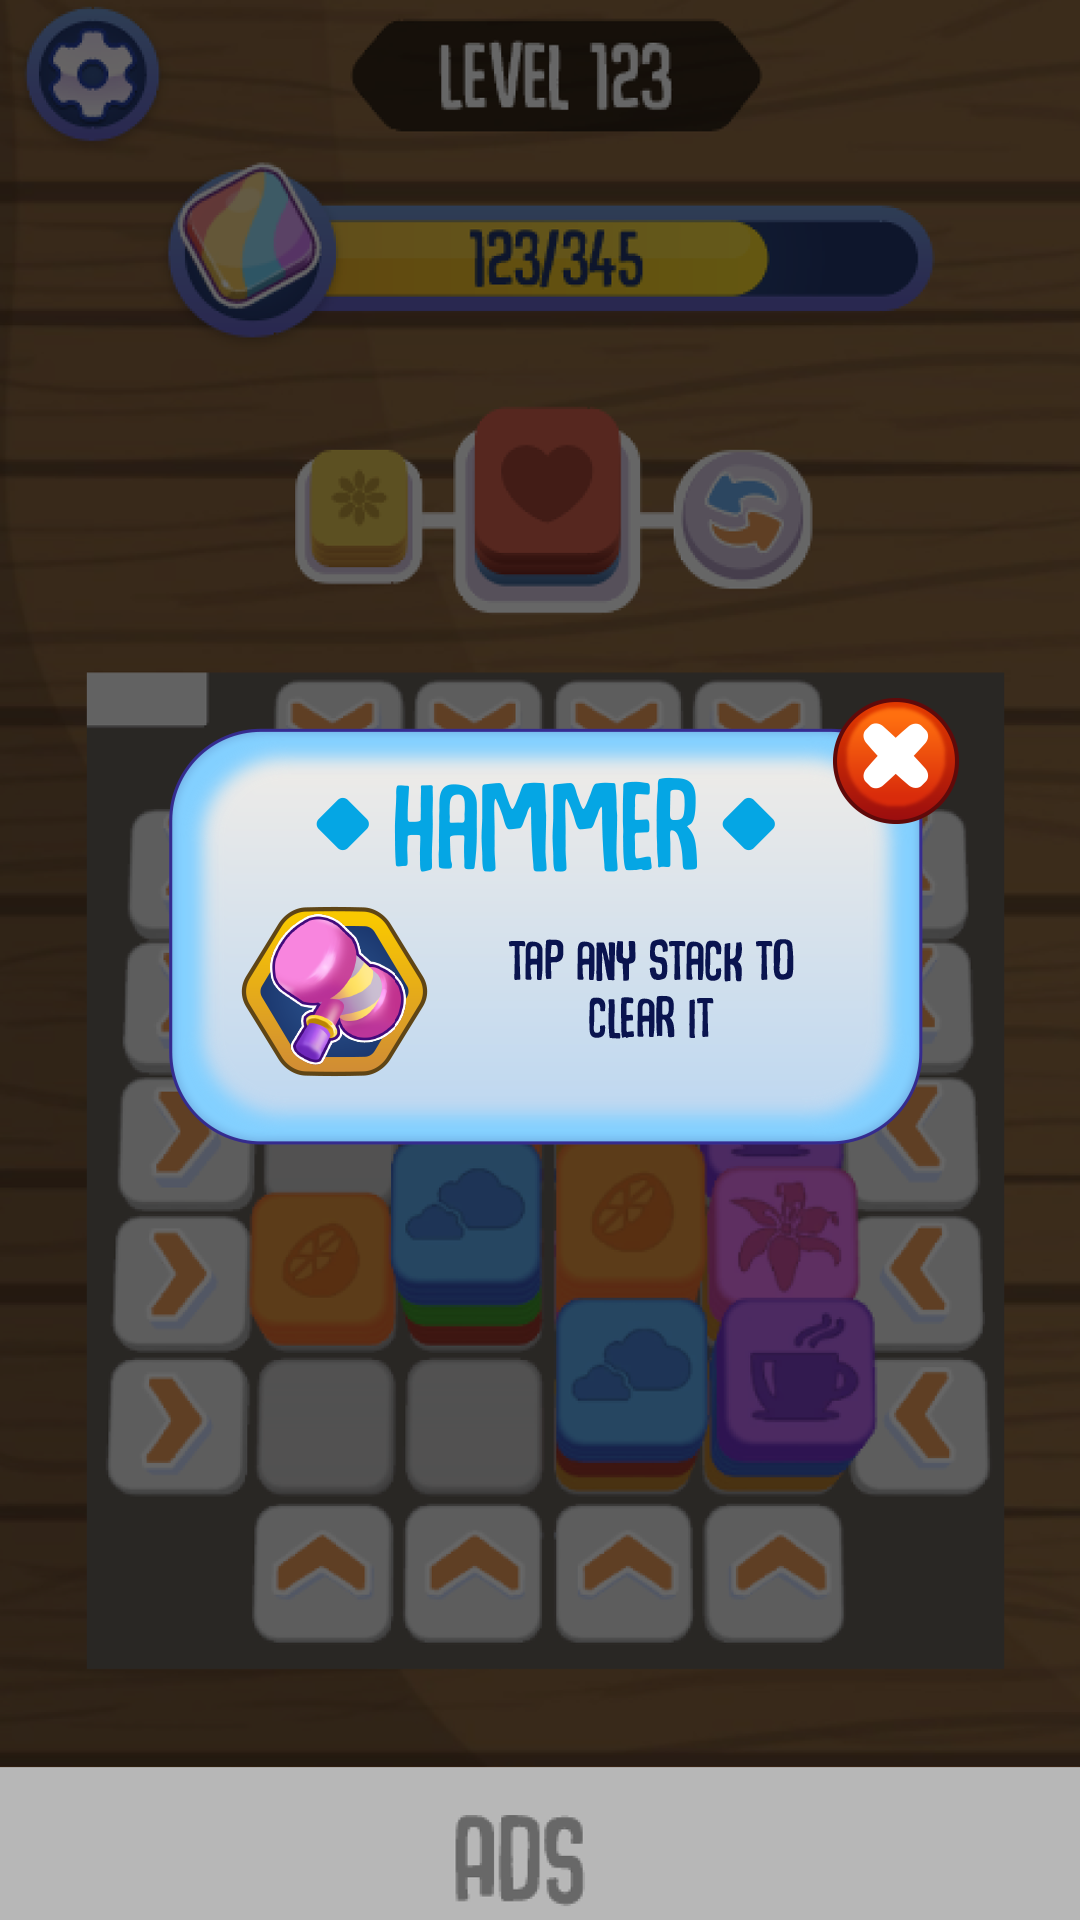 LEVEL 123
123/345
HAMMER
TAP ANY STACK TO
CLEAR IT
ADS